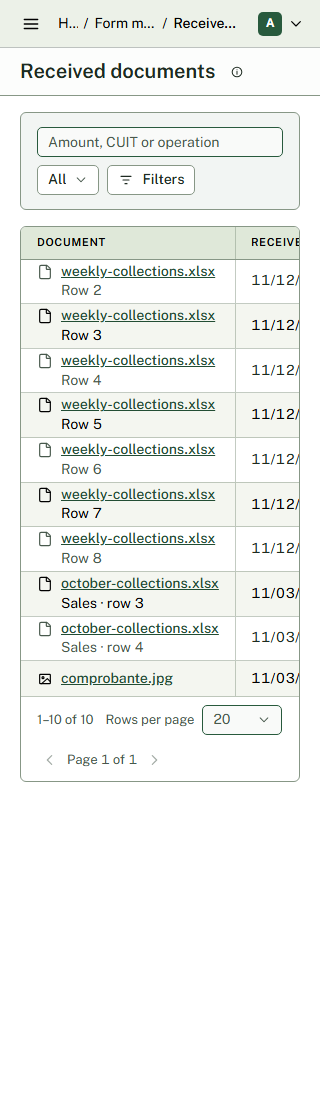 H... / Form m... / Receive... A
Received documents
Amount, CUIT or operation
All Filters
DOCUMENT RECEIVE
weekly-collections.xlsx 11/12/
Row 2
weekly-collections.xlsx 11/12/
Row 3
weekly-collections.xlsx 11/12/
Row 4
weekly-collections.xlsx 11/12/
Row 5
weekly-collections.xlsx 11/12/
Row 6
weekly-collections.xlsx 11/12/
Row 7
weekly-collections.xlsx 11/12/
Row 8
october-collections.xlsx 11/03/
Sales · row 3
october-collections.xlsx 11/03/
Sales · row 4
comprobante.jpg 11/03/
1–10 of 10 Rows per page 20
Page 1 of 1